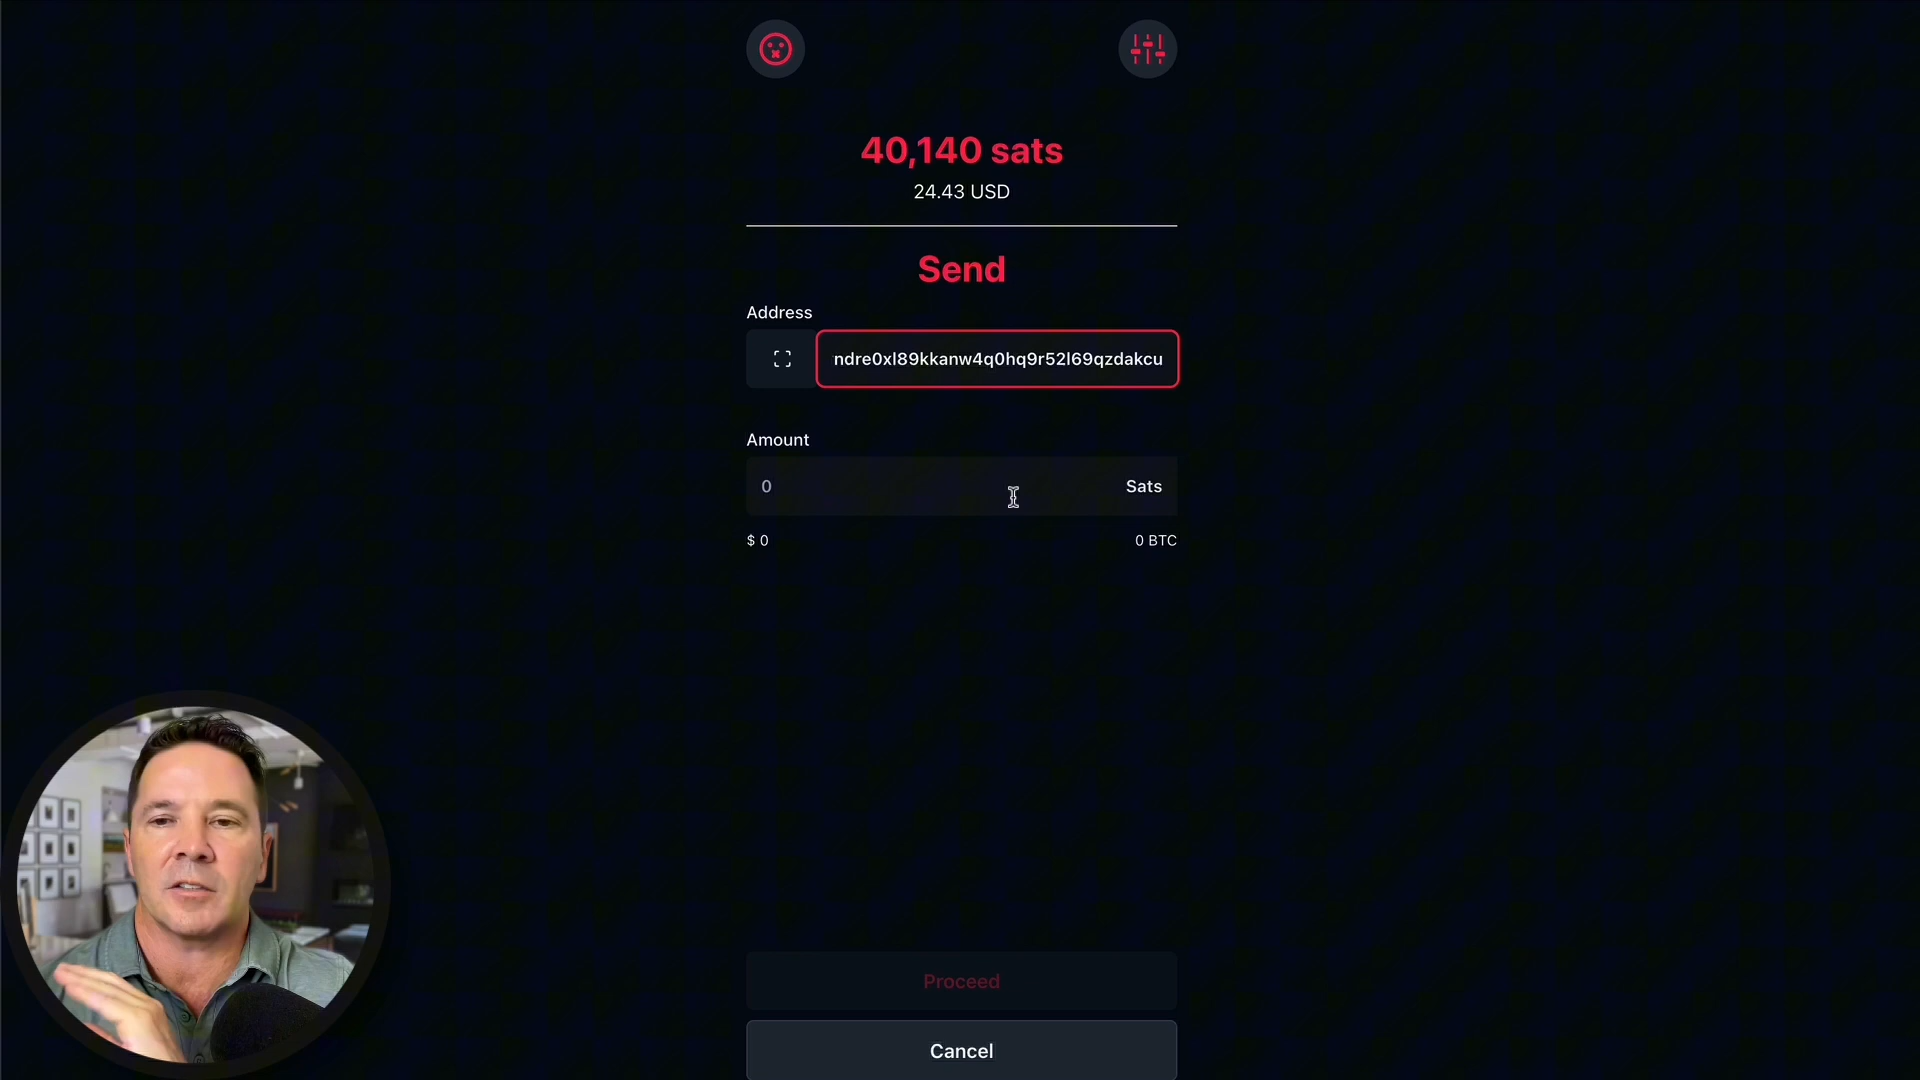 40,140 sats
24.43 USD
Send
Address
ndre0xl89kkanw4q0hq9r52l69qzdakcu
Amount
0 Sats
$ 0 0 BTC
Proceed
Cancel